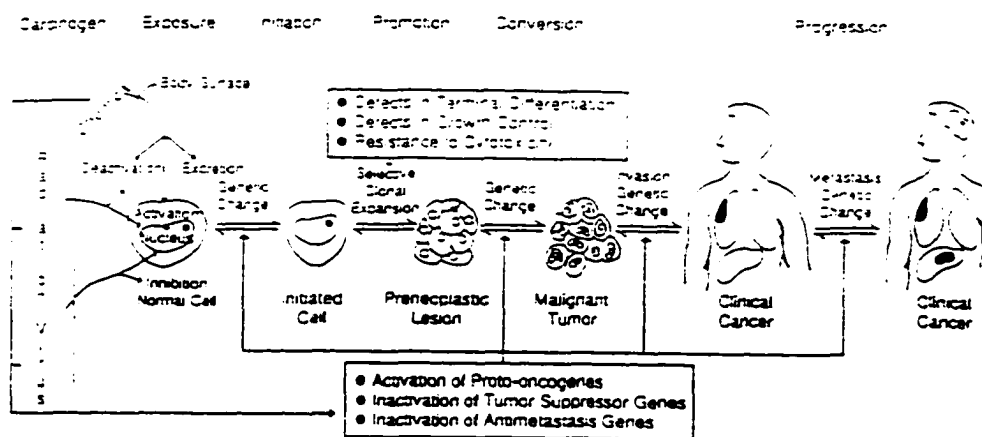 Carcinogen Exposure Initiation Promotion Conversion Progression
Body Surface
● Defects in Terminal Differentiation
● Defects in Growth Control
● Resistance to Cytotoxicity
Deactivation Excretion
Genetic
Change
Selective
Clonal
Expansion
Genetic
Change
Invasion
Genetic
Change
Metastasis
Genetic
Change
Activation
Nucleus
Inhibition
Normal Cell
Initiated
Cell
Preneoplastic
Lesion
Malignant
Tumor
Clinical
Cancer
Clinical
Cancer
● Activation of Proto-oncogenes
● Inactivation of Tumor Suppressor Genes
● Inactivation of Antimetastasis Genes